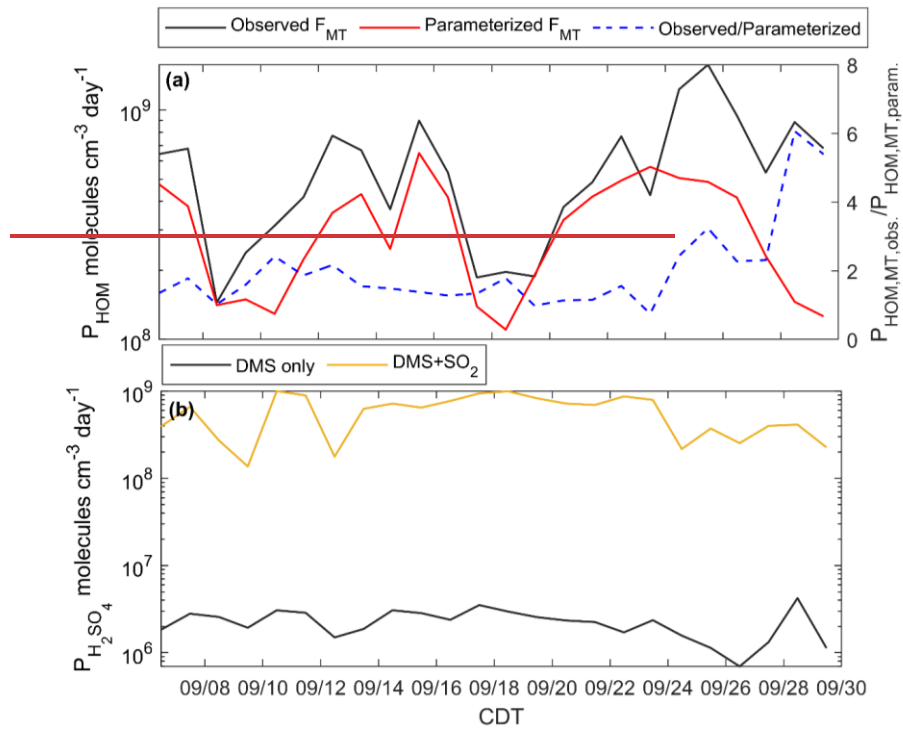 Observed F_MT Parameterized F_MT Observed/Parameterized
(a)
P_HOM molecules cm^-3 day^-1
10^9
10^8
8
6
4
2
0
P_HOM,MT,obs./P_HOM,MT,param.
DMS only DMS+SO_2
(b)
P_H_2SO_4 molecules cm^-3 day^-1
10^9
10^8
10^7
10^6
09/08 09/10 09/12 09/14 09/16 09/18 09/20 09/22 09/24 09/26 09/28 09/30
CDT